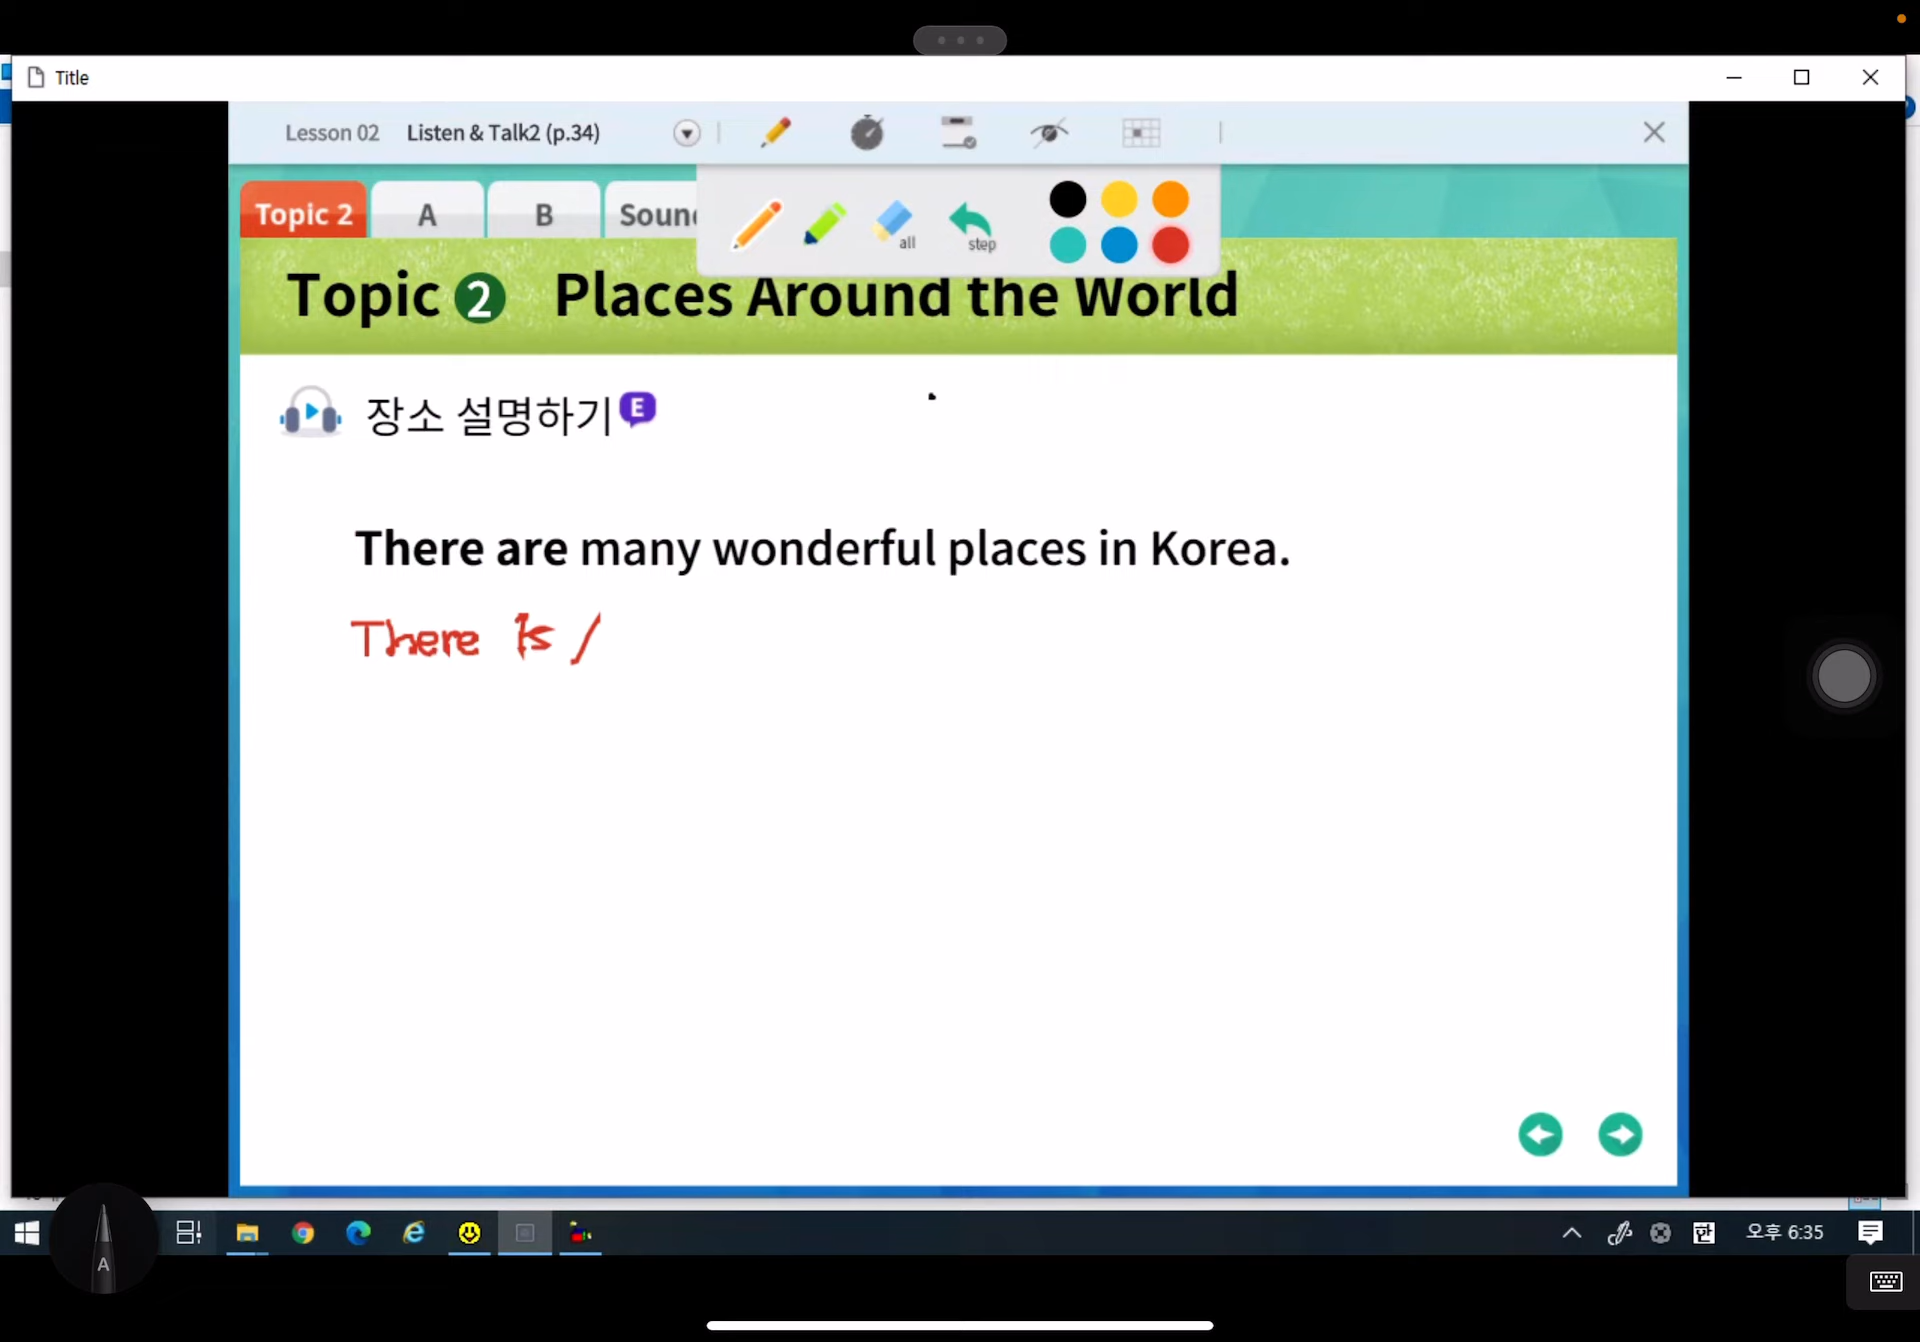 Title
Lesson 02 Listen & Talk2 (p.34)
Topic 2 A B Soun
all step
Topic 2 Places Around the World
장소 설명하기 E
There are many wonderful places in Korea.
There is /
A
한 오후 6:35